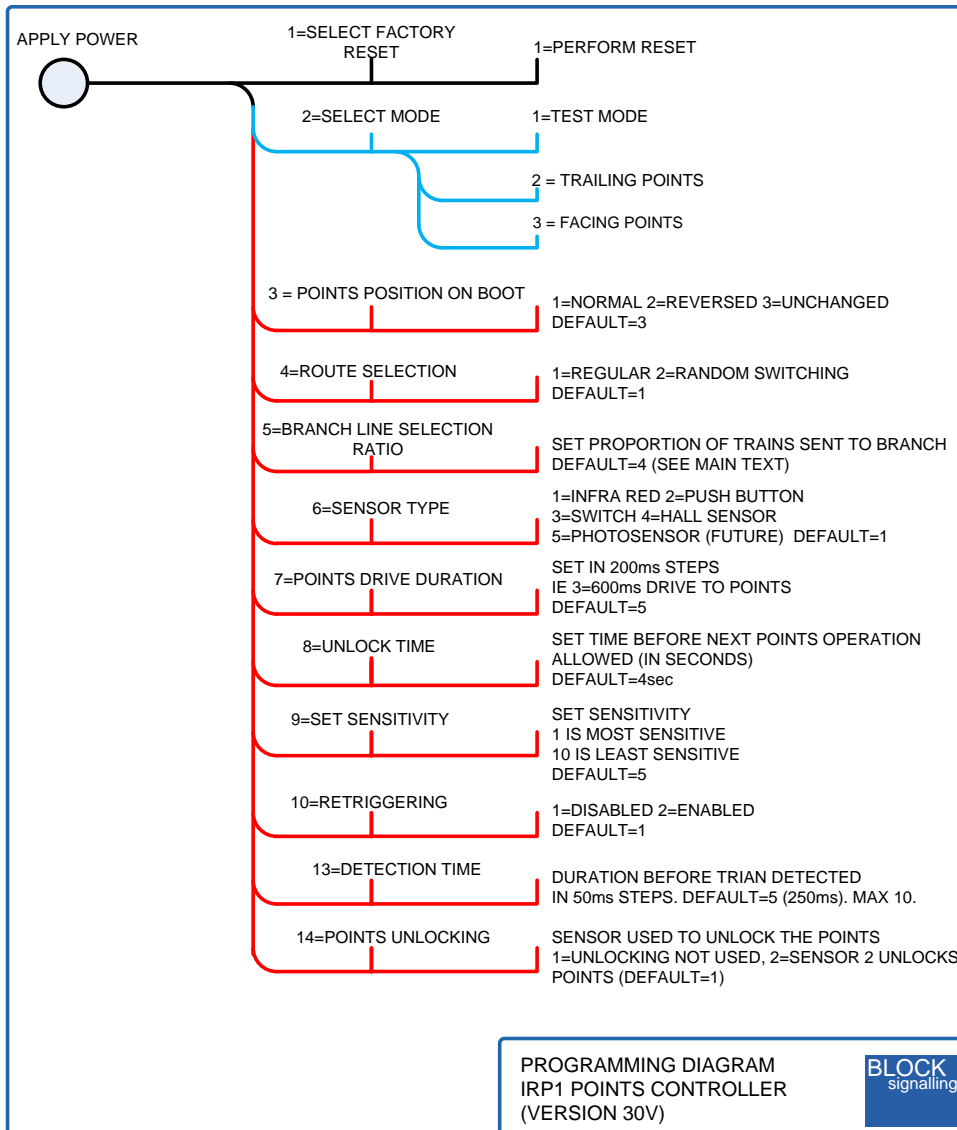 APPLY POWER
1=SELECT FACTORY
RESET
1=PERFORM RESET
2=SELECT MODE
1=TEST MODE
2 = TRAILING POINTS
3 = FACING POINTS
3 = POINTS POSITION ON BOOT
1=NORMAL 2=REVERSED 3=UNCHANGED
DEFAULT=3
4=ROUTE SELECTION
1=REGULAR 2=RANDOM SWITCHING
DEFAULT=1
5=BRANCH LINE SELECTION
RATIO
SET PROPORTION OF TRAINS SENT TO BRANCH
DEFAULT=4 (SEE MAIN TEXT)
6=SENSOR TYPE
1=INFRA RED 2=PUSH BUTTON
3=SWITCH 4=HALL SENSOR
5=PHOTOSENSOR (FUTURE) DEFAULT=1
7=POINTS DRIVE DURATION
SET IN 200ms STEPS
IE 3=600ms DRIVE TO POINTS
DEFAULT=5
8=UNLOCK TIME
SET TIME BEFORE NEXT POINTS OPERATION
ALLOWED (IN SECONDS)
DEFAULT=4sec
9=SET SENSITIVITY
SET SENSITIVITY
1 IS MOST SENSITIVE
10 IS LEAST SENSITIVE
DEFAULT=5
10=RETRIGGERING
1=DISABLED 2=ENABLED
DEFAULT=1
13=DETECTION TIME
DURATION BEFORE TRIAN DETECTED
IN 50ms STEPS. DEFAULT=5 (250ms). MAX 10.
14=POINTS UNLOCKING
SENSOR USED TO UNLOCK THE POINTS
1=UNLOCKING NOT USED, 2=SENSOR 2 UNLOCKS
POINTS (DEFAULT=1)
PROGRAMMING DIAGRAM
IRP1 POINTS CONTROLLER
(VERSION 30V)
BLOCK
signalling